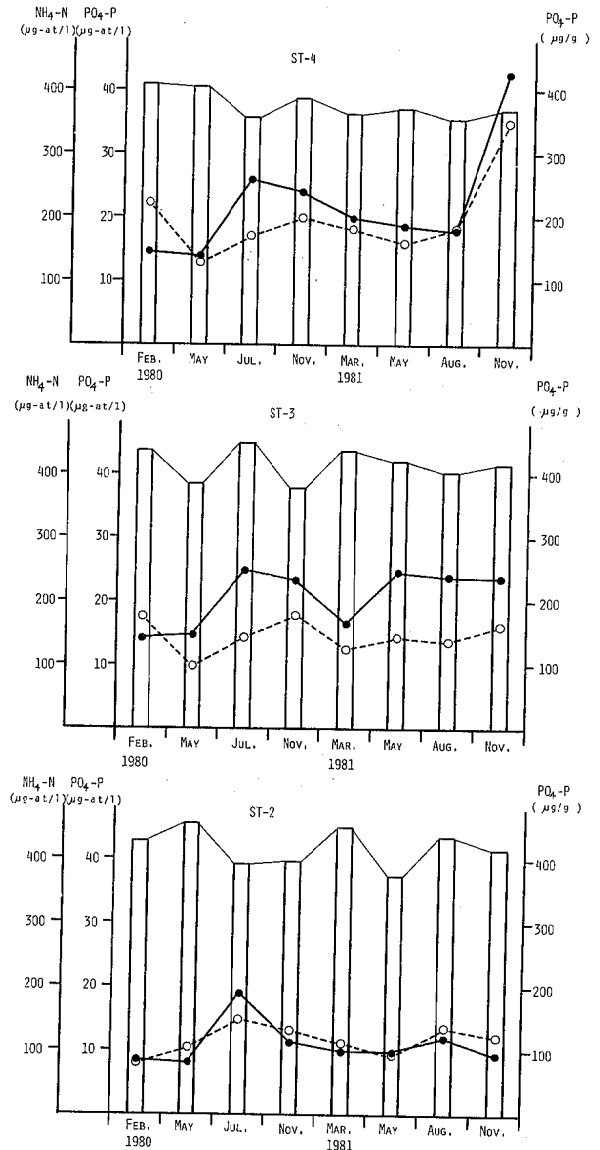 NH₄-N PO₄-P PO₄-P
(µg-at/l) (µg-at/l) ( µg/g )
ST-4
400 40 400
300 30 300
200 20 200
100 10 100
FEB. MAY JUL. NOV. MAR. MAY AUG. NOV.
1980 1981
NH₄-N PO₄-P PO₄-P
(µg-at/l) (µg-at/l) ( µg/g )
ST-3
400 40 400
300 30 300
200 20 200
100 10 100
FEB. MAY JUL. NOV. MAR. MAY AUG. NOV.
1980 1981
NH₄-N PO₄-P PO₄-P
(µg-at/l) (µg-at/l) ( µg/g )
ST-2
400 40 400
300 30 300
200 20 200
100 10 100
FEB. MAY JUL. NOV. MAR. MAY AUG. NOV.
1980 1981